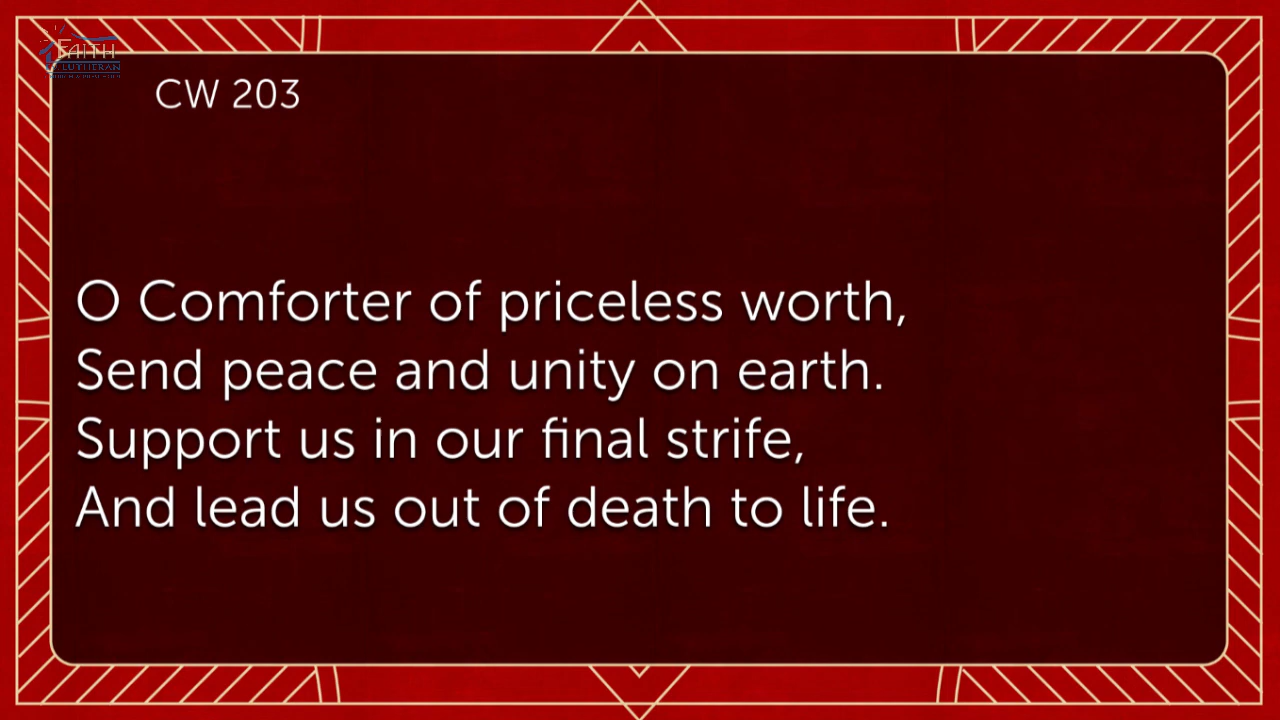 FAITH
LUTHERAN
CW 203
O Comforter of priceless worth,
Send peace and unity on earth.
Support us in our final strife,
And lead us out of death to life.